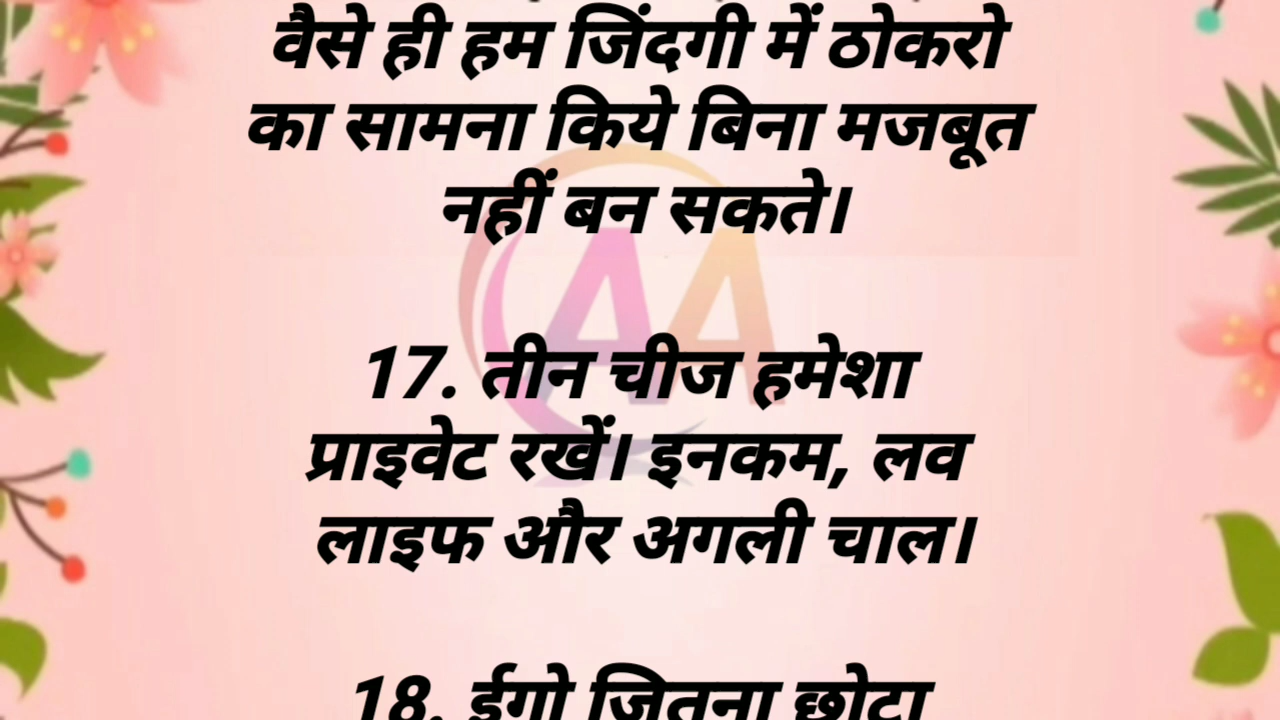 वैसे ही हम जिंदगी में ठोकरो
का सामना किये बिना मजबूत
नहीं बन सकते।
AA
17. तीन चीज हमेशा
प्राइवेट रखें। इनकम, लव
लाइफ और अगली चाल।
18. ईगो जितना छोटा